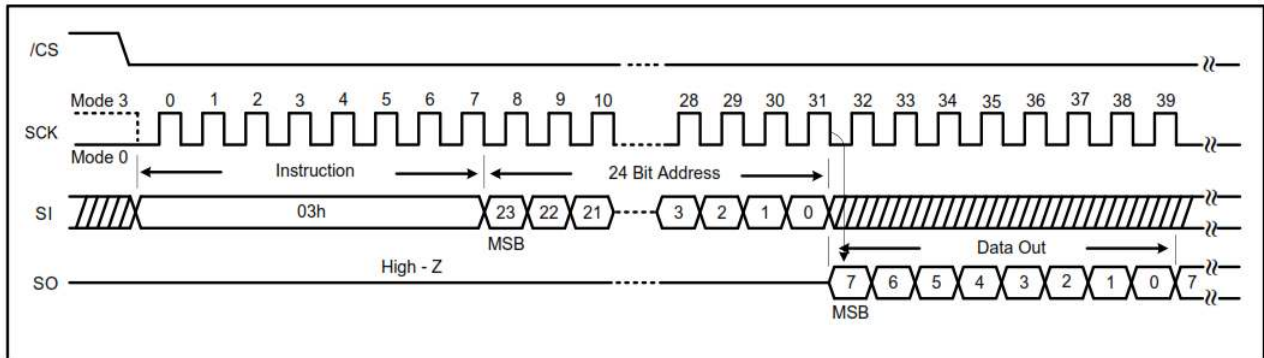 /CS
Mode 3 0 1 2 3 4 5 6 7 8 9 10 28 29 30 31 32 33 34 35 36 37 38 39
SCK
Mode 0
Instruction 24 Bit Address
SI 03h 23 22 21 3 2 1 0
MSB Data Out
High - Z
SO 7 6 5 4 3 2 1 0 7
MSB